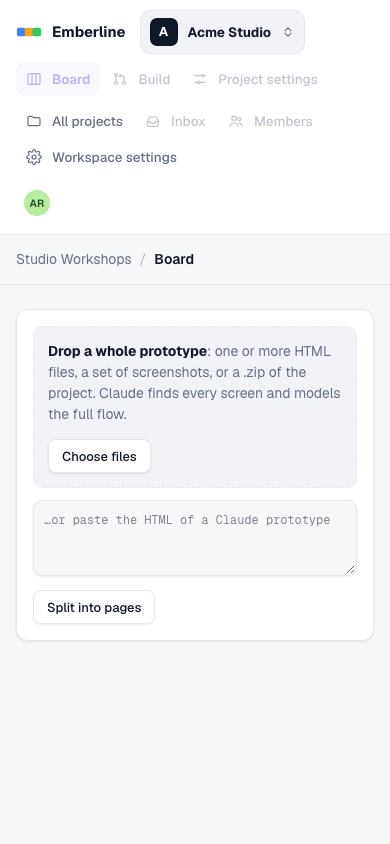 Emberline
A
Acme Studio
Board
Build
Project settings
All projects
Inbox
Members
Workspace settings
AR
Studio Workshops / Board
Drop a whole prototype: one or more HTML
files, a set of screenshots, or a .zip of the
project. Claude finds every screen and models
the full flow.
Choose files
…or paste the HTML of a Claude prototype
Split into pages